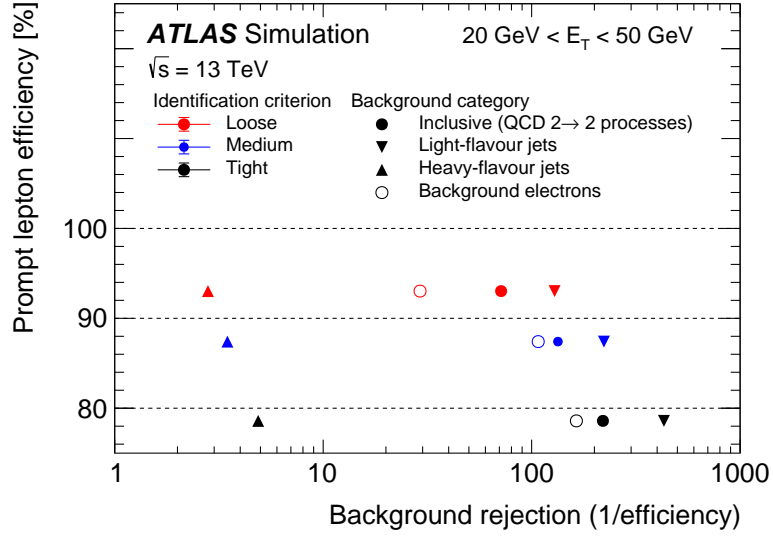 ATLAS Simulation
20 GeV < E_T < 50 GeV
√s = 13 TeV
Identification criterion
Loose
Medium
Tight
Background category
Inclusive (QCD 2→ 2 processes)
Light-flavour jets
Heavy-flavour jets
Background electrons
Prompt lepton efficiency [%]
100
90
80
1 10 100 1000
Background rejection (1/efficiency)